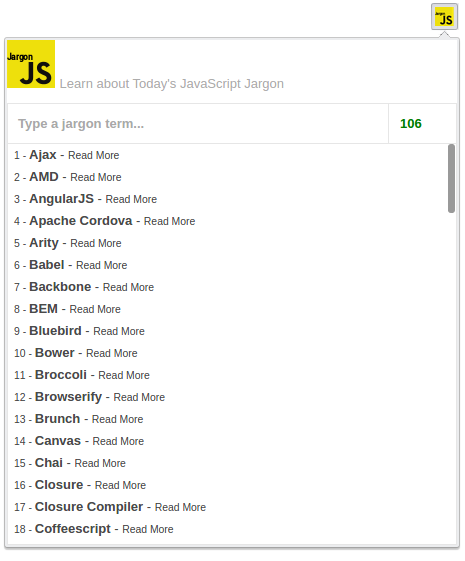 Jargon
JS
Jargon
JS
Learn about Today's JavaScript Jargon
Type a jargon term...
106
1 - Ajax - Read More
2 - AMD - Read More
3 - AngularJS - Read More
4 - Apache Cordova - Read More
5 - Arity - Read More
6 - Babel - Read More
7 - Backbone - Read More
8 - BEM - Read More
9 - Bluebird - Read More
10 - Bower - Read More
11 - Broccoli - Read More
12 - Browserify - Read More
13 - Brunch - Read More
14 - Canvas - Read More
15 - Chai - Read More
16 - Closure - Read More
17 - Closure Compiler - Read More
18 - Coffeescript - Read More